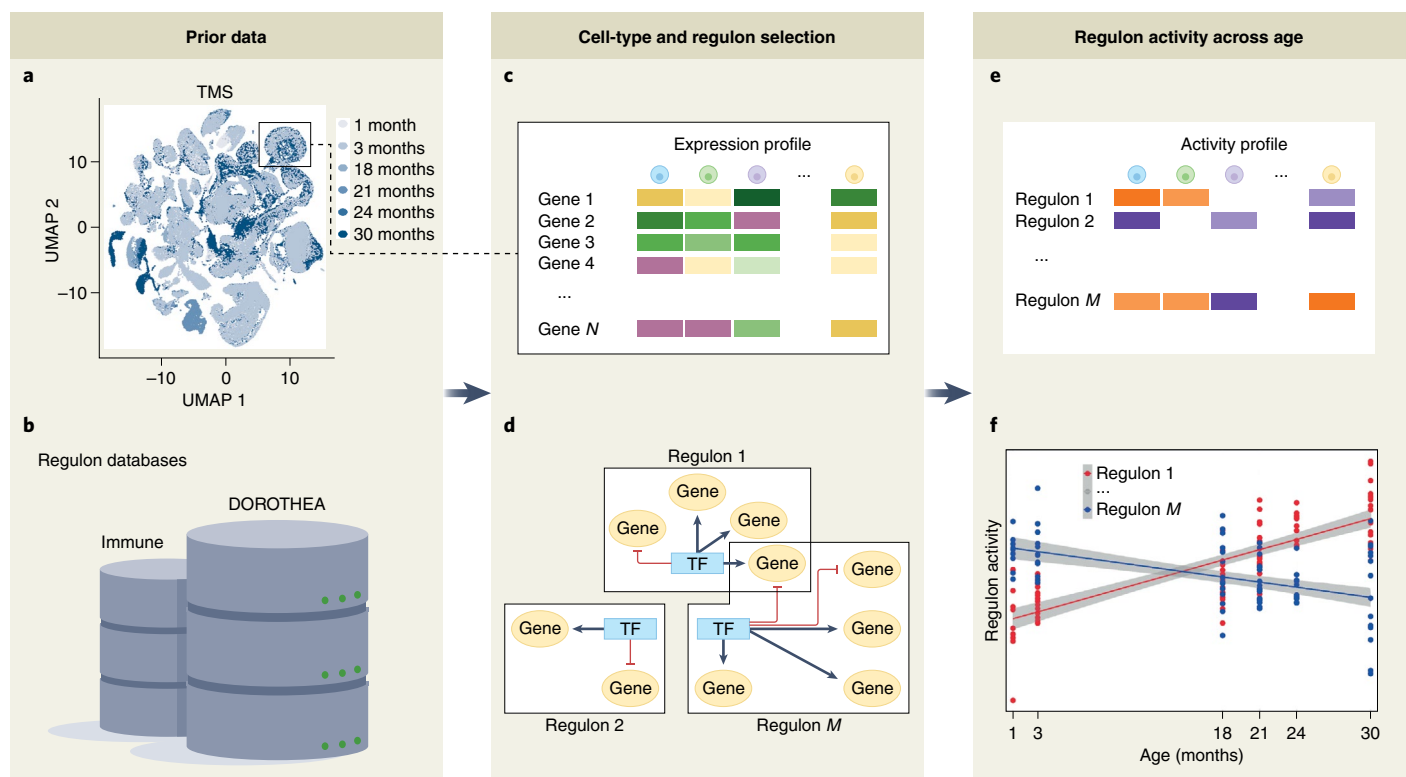 Prior data
a
TMS
1 month
3 months
18 months
21 months
24 months
30 months
10
0
−10
UMAP 2
−10 0 10
UMAP 1
b
Regulon databases
DOROTHEA
Immune
Cell-type and regulon selection
c
Expression profile
...
Gene 1
Gene 2
Gene 3
Gene 4
...
Gene N
d
Regulon 1
Gene
Gene
Gene
TF
Gene
Gene
Gene
TF
TF
Gene
Gene
Gene
Gene
Regulon 2
Regulon M
Regulon activity across age
e
Activity profile
...
Regulon 1
Regulon 2
...
Regulon M
f
Regulon 1
...
Regulon M
Regulon activity
1 3 18 21 24 30
Age (months)